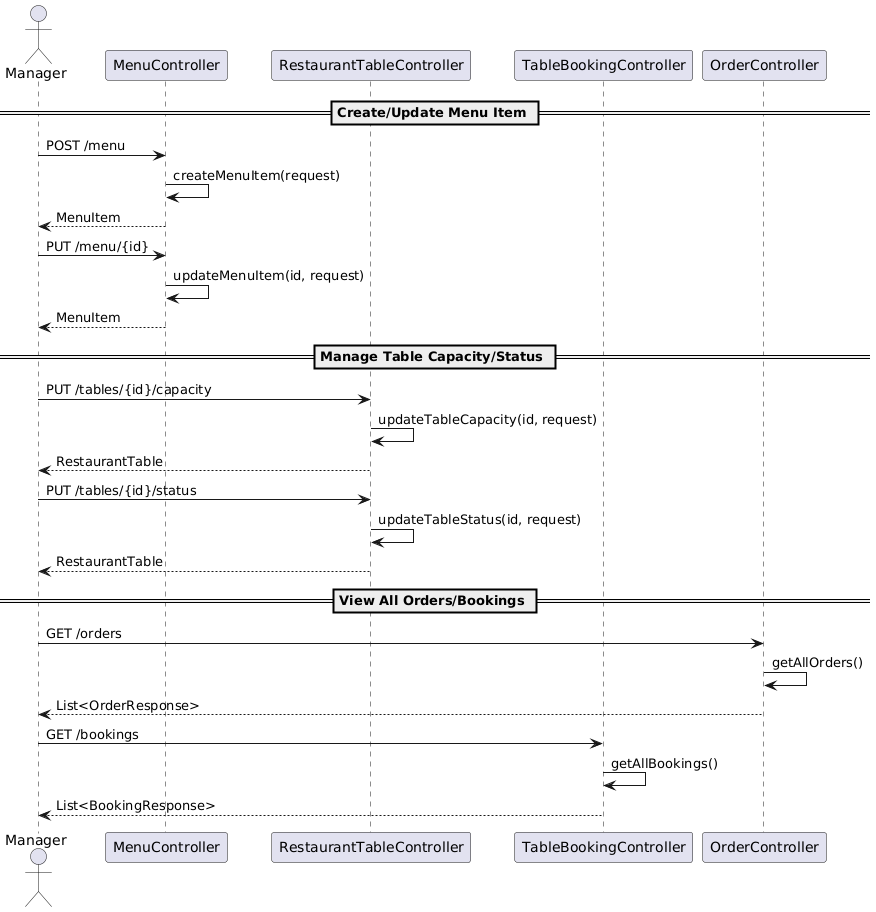 Manager
MenuController
RestaurantTableController
TableBookingController
OrderController
Create/Update Menu Item
POST /menu
createMenuItem(request)
MenuItem
PUT /menu/{id}
updateMenuItem(id, request)
MenuItem
Manage Table Capacity/Status
PUT /tables/{id}/capacity
updateTableCapacity(id, request)
RestaurantTable
PUT /tables/{id}/status
updateTableStatus(id, request)
RestaurantTable
View All Orders/Bookings
GET /orders
getAllOrders()
List<OrderResponse>
GET /bookings
getAllBookings()
List<BookingResponse>
Manager
MenuController
RestaurantTableController
TableBookingController
OrderController